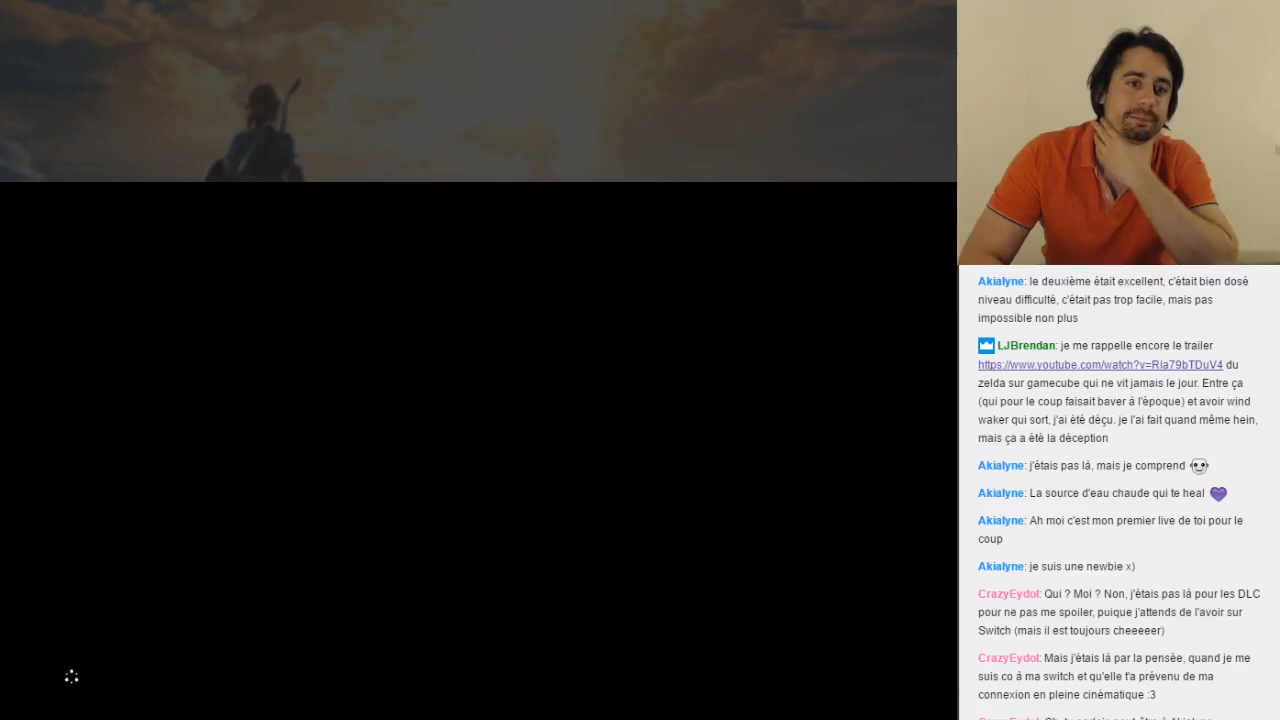 Akialyne: le deuxième était excellent, c'était bien dosé
niveau difficulté, c'était pas trop facile, mais pas
impossible non plus
LJBrendan: je me rappelle encore le trailer
https://www.youtube.com/watch?v=RIa79bTDuV4 du
zelda sur gamecube qui ne vit jamais le jour. Entre ça
(qui pour le coup faisait baver à l'époque) et avoir wind
waker qui sort, j'ai été déçu. je l'ai fait quand même hein,
mais ça a été la déception
Akialyne: j'étais pas là, mais je comprend
Akialyne: La source d'eau chaude qui te heal
Akialyne: Ah moi c'est mon premier live de toi pour le
coup
Akialyne: je suis une newbie x)
CrazyEydol: Qui ? Moi ? Non, j'étais pas là pour les DLC
pour ne pas me spoiler, puique j'attends de l'avoir sur
Switch (mais il est toujours cheeeeer)
CrazyEydol: Mais j'étais là par la pensée, quand je me
suis co à ma switch et qu'elle t'a prévenu de ma
connexion en pleine cinématique :3